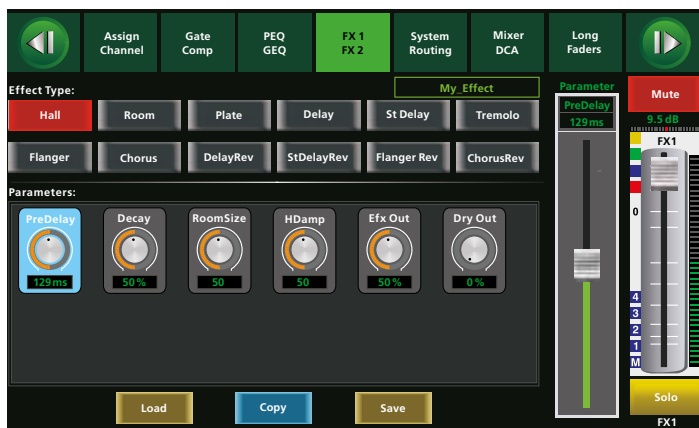 Assign Channel
Gate Comp
PEQ GEQ
FX 1 FX 2
System Routing
Mixer DCA
Long Faders
Effect Type:
My_Effect
Hall Room Plate Delay St Delay Tremolo
Flanger Chorus DelayRev StDelayRev Flanger Rev ChorusRev
Parameters:
PreDelay Decay RoomSize HDamp Efx Out Dry Out
129ms 50% 50 50 50% 0%
Load Copy Save
Parameter
PreDelay
129ms
Mute
9.5 dB
FX1
0
4
3
2
1
M
Solo
FX1